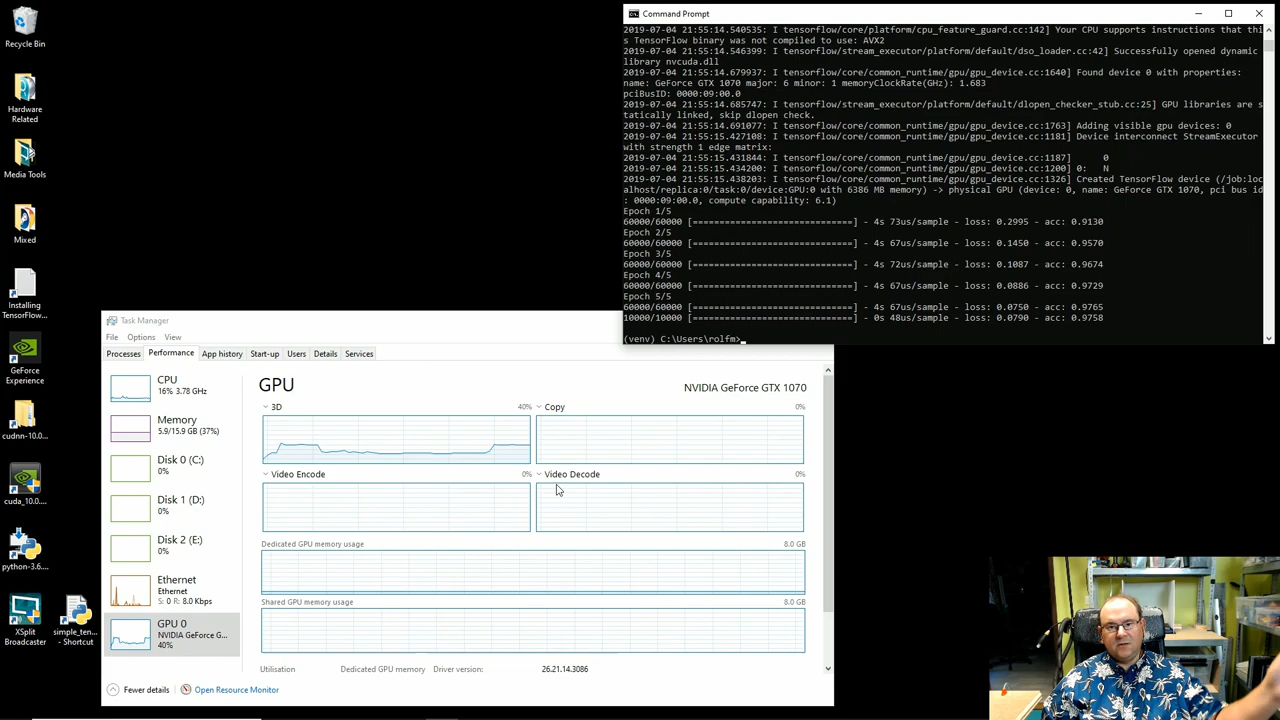 Recycle Bin
Hardware
Related
Media Tools
Mixed
Installing
TensorFlow...
GeForce
Experience
cudnn-10.0...
cuda_10.0....
python-3.6....
XSplit
Broadcaster
simple_ten...
- Shortcut
Command Prompt
2019-07-04 21:55:14.540535: I tensorflow/core/platform/cpu_feature_guard.cc:142] Your CPU supports instructions that thi
s TensorFlow binary was not compiled to use: AVX2
2019-07-04 21:55:14.546399: I tensorflow/stream_executor/platform/default/dso_loader.cc:42] Successfully opened dynamic
library nvcuda.dll
2019-07-04 21:55:14.679937: I tensorflow/core/common_runtime/gpu/gpu_device.cc:1640] Found device 0 with properties:
name: GeForce GTX 1070 major: 6 minor: 1 memoryClockRate(GHz): 1.683
pciBusID: 0000:09:00.0
2019-07-04 21:55:14.685747: I tensorflow/stream_executor/platform/default/dlopen_checker_stub.cc:25] GPU libraries are s
tatically linked, skip dlopen check.
2019-07-04 21:55:14.691077: I tensorflow/core/common_runtime/gpu/gpu_device.cc:1763] Adding visible gpu devices: 0
2019-07-04 21:55:15.427108: I tensorflow/core/common_runtime/gpu/gpu_device.cc:1181] Device interconnect StreamExecutor
with strength 1 edge matrix:
2019-07-04 21:55:15.431844: I tensorflow/core/common_runtime/gpu/gpu_device.cc:1187] 0
2019-07-04 21:55:15.434200: I tensorflow/core/common_runtime/gpu/gpu_device.cc:1200] 0: N
2019-07-04 21:55:15.438203: I tensorflow/core/common_runtime/gpu/gpu_device.cc:1326] Created TensorFlow device (/job:loc
alhost/replica:0/task:0/device:GPU:0 with 6386 MB memory) -> physical GPU (device: 0, name: GeForce GTX 1070, pci bus id
: 0000:09:00.0, compute capability: 6.1)
Epoch 1/5
60000/60000 [==============================] - 4s 73us/sample - loss: 0.2995 - acc: 0.9130
Epoch 2/5
60000/60000 [==============================] - 4s 67us/sample - loss: 0.1450 - acc: 0.9570
Epoch 3/5
60000/60000 [==============================] - 4s 72us/sample - loss: 0.1087 - acc: 0.9674
Epoch 4/5
60000/60000 [==============================] - 4s 67us/sample - loss: 0.0886 - acc: 0.9729
Epoch 5/5
60000/60000 [==============================] - 4s 67us/sample - loss: 0.0750 - acc: 0.9765
10000/10000 [==============================] - 0s 48us/sample - loss: 0.0790 - acc: 0.9758
(venv) C:\Users\rolfm>_
Task Manager
File Options View
Processes Performance App history Start-up Users Details Services
CPU
16% 3.78 GHz
Memory
5.9/15.9 GB (37%)
Disk 0 (C:)
0%
Disk 1 (D:)
0%
Disk 2 (E:)
0%
Ethernet
Ethernet
S: 0 R: 8.0 Kbps
GPU 0
NVIDIA GeForce G...
40%
GPU NVIDIA GeForce GTX 1070
3D 40% Copy 0%
Video Encode 0% Video Decode 0%
Dedicated GPU memory usage 8.0 GB
Shared GPU memory usage 8.0 GB
Utilisation Dedicated GPU memory Driver version: 26.21.14.3086
Fewer details Open Resource Monitor